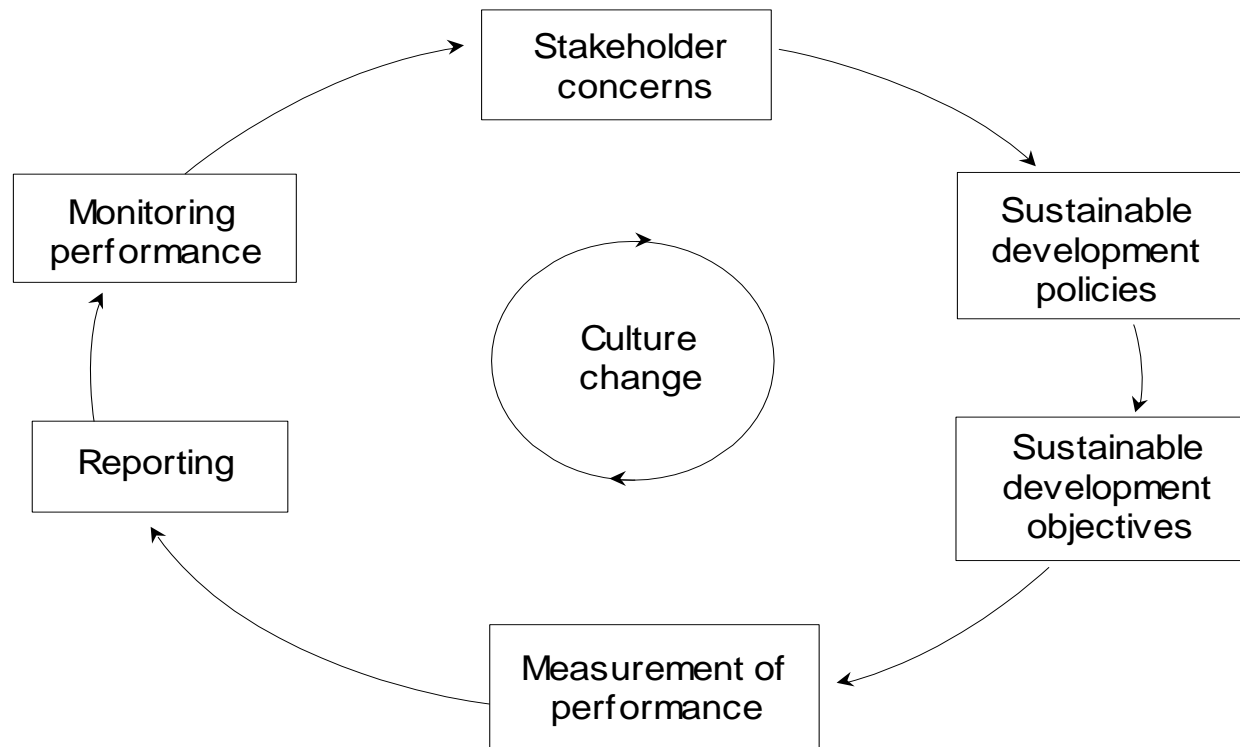 Stakeholder
concerns
Sustainable
development
policies
Sustainable
development
objectives
Measurement of
performance
Reporting
Monitoring
performance
Culture
change